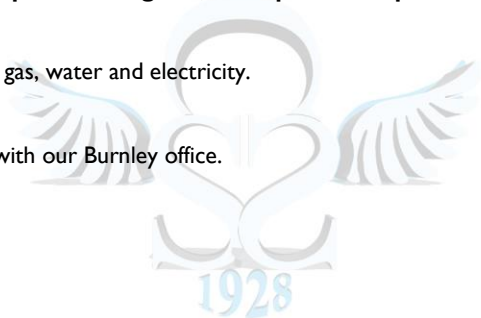 gas, water and electricity.
with our Burnley office.
1928